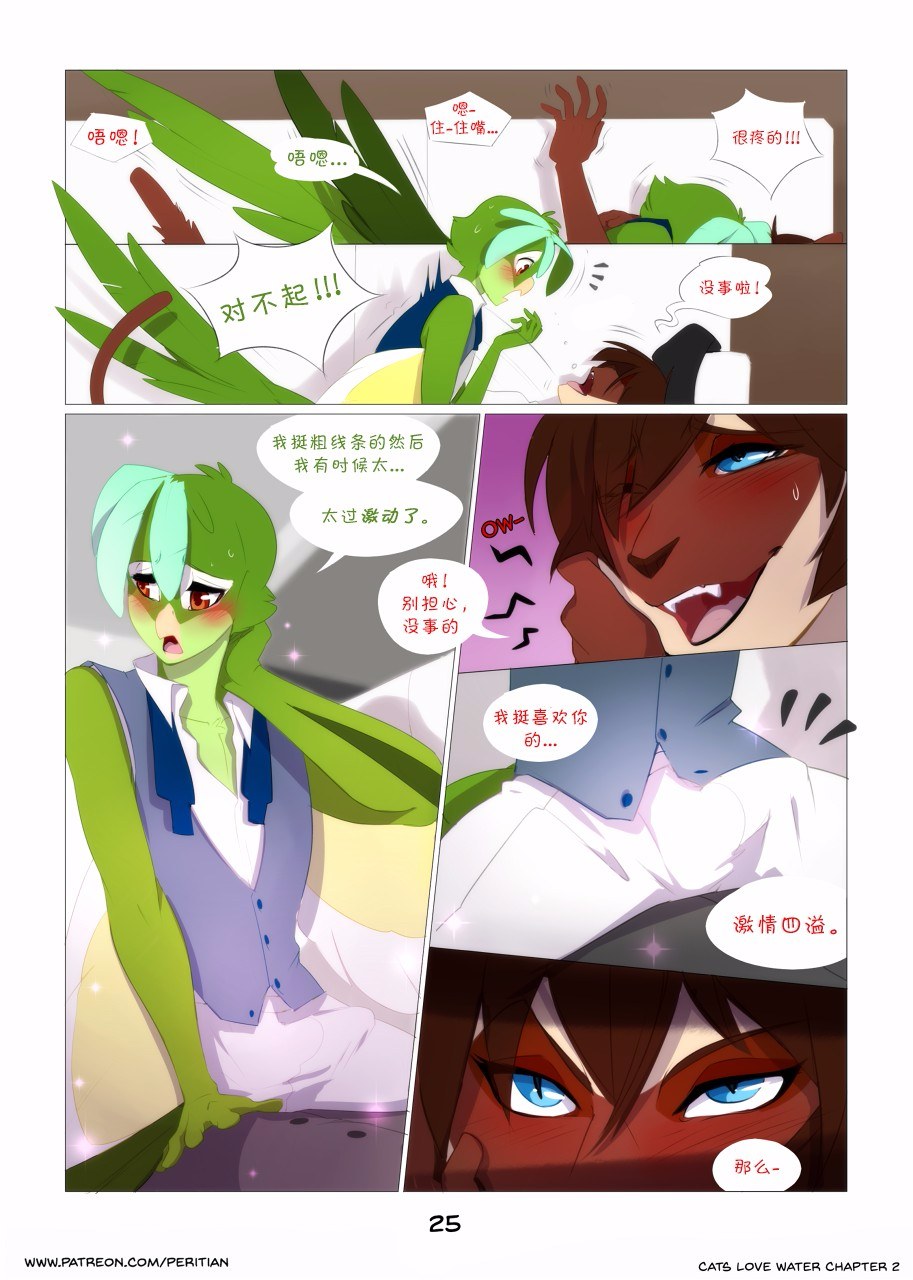 唔嗯!
唔嗯...
嗯-
住-住嘴...
很疼的!!!
对不起!!!
没事啦!
我挺粗线条的然后
我有时候太...
太过激动了。
OW-
哦!
别担心,
没事的
我挺喜欢你
的...
激情四溢。
那么-
25
WWW.PATREON.COM/PERITIAN
CATS LOVE WATER CHAPTER 2